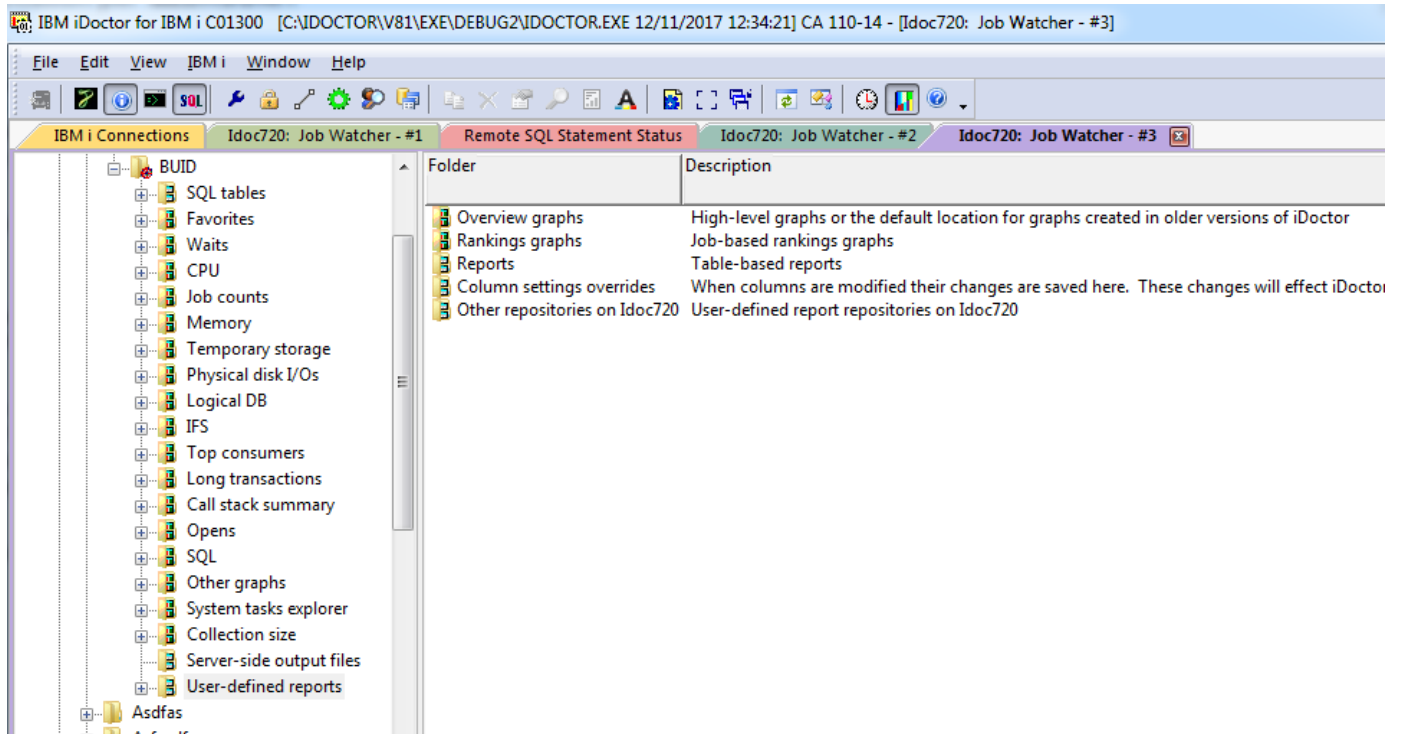 IBM iDoctor for IBM i C01300 [C:\IDOCTOR\V81\EXE\DEBUG2\IDOCTOR.EXE 12/11/2017 12:34:21] CA 110-14 - [Idoc720: Job Watcher - #3]
File Edit View IBM i Window Help
SQL
IBM i Connections Idoc720: Job Watcher - #1 Remote SQL Statement Status Idoc720: Job Watcher - #2 Idoc720: Job Watcher - #3
BUID
SQL tables
Favorites
Waits
CPU
Job counts
Memory
Temporary storage
Physical disk I/Os
Logical DB
IFS
Top consumers
Long transactions
Call stack summary
Opens
SQL
Other graphs
System tasks explorer
Collection size
Server-side output files
User-defined reports
Asdfas
Folder Description
Overview graphs High-level graphs or the default location for graphs created in older versions of iDoctor
Rankings graphs Job-based rankings graphs
Reports Table-based reports
Column settings overrides When columns are modified their changes are saved here. These changes will effect iDoctor
Other repositories on Idoc720 User-defined report repositories on Idoc720